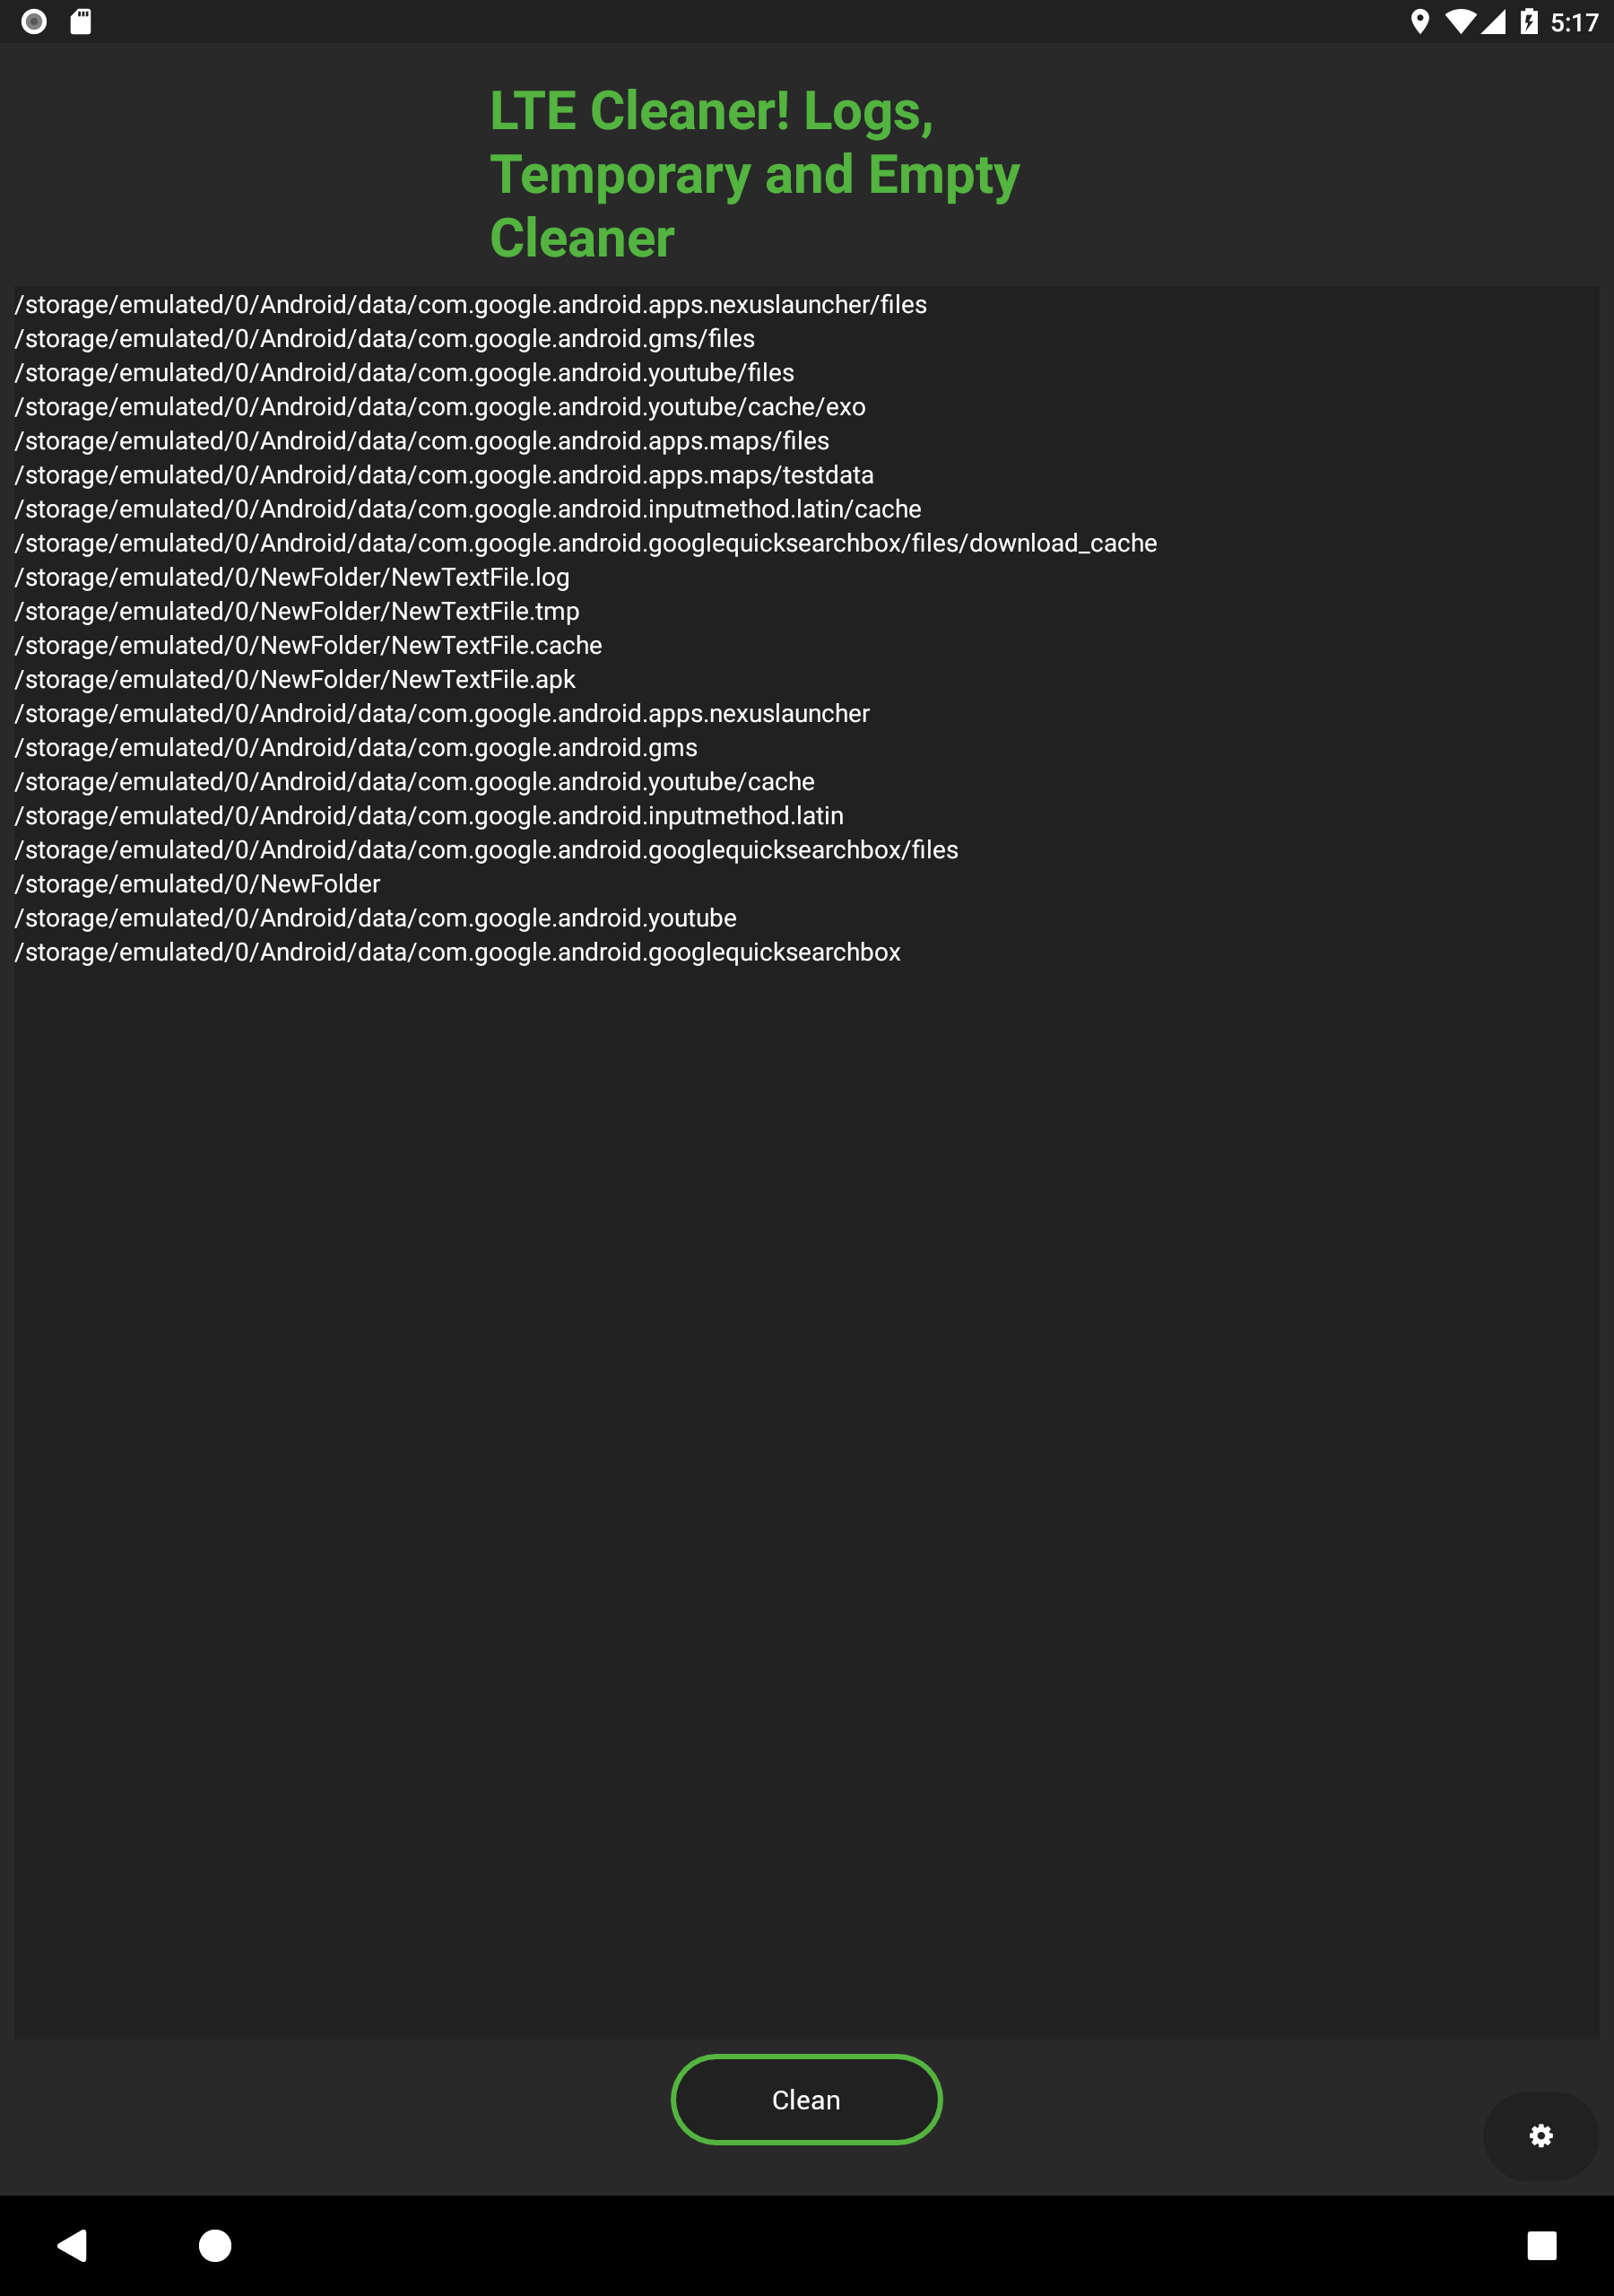 5:17
LTE Cleaner! Logs,
Temporary and Empty
Cleaner
/storage/emulated/0/Android/data/com.google.android.apps.nexuslauncher/files
/storage/emulated/0/Android/data/com.google.android.gms/files
/storage/emulated/0/Android/data/com.google.android.youtube/files
/storage/emulated/0/Android/data/com.google.android.youtube/cache/exo
/storage/emulated/0/Android/data/com.google.android.apps.maps/files
/storage/emulated/0/Android/data/com.google.android.apps.maps/testdata
/storage/emulated/0/Android/data/com.google.android.inputmethod.latin/cache
/storage/emulated/0/Android/data/com.google.android.googlequicksearchbox/files/download_cache
/storage/emulated/0/NewFolder/NewTextFile.log
/storage/emulated/0/NewFolder/NewTextFile.tmp
/storage/emulated/0/NewFolder/NewTextFile.cache
/storage/emulated/0/NewFolder/NewTextFile.apk
/storage/emulated/0/Android/data/com.google.android.apps.nexuslauncher
/storage/emulated/0/Android/data/com.google.android.gms
/storage/emulated/0/Android/data/com.google.android.youtube/cache
/storage/emulated/0/Android/data/com.google.android.inputmethod.latin
/storage/emulated/0/Android/data/com.google.android.googlequicksearchbox/files
/storage/emulated/0/NewFolder
/storage/emulated/0/Android/data/com.google.android.youtube
/storage/emulated/0/Android/data/com.google.android.googlequicksearchbox
Clean